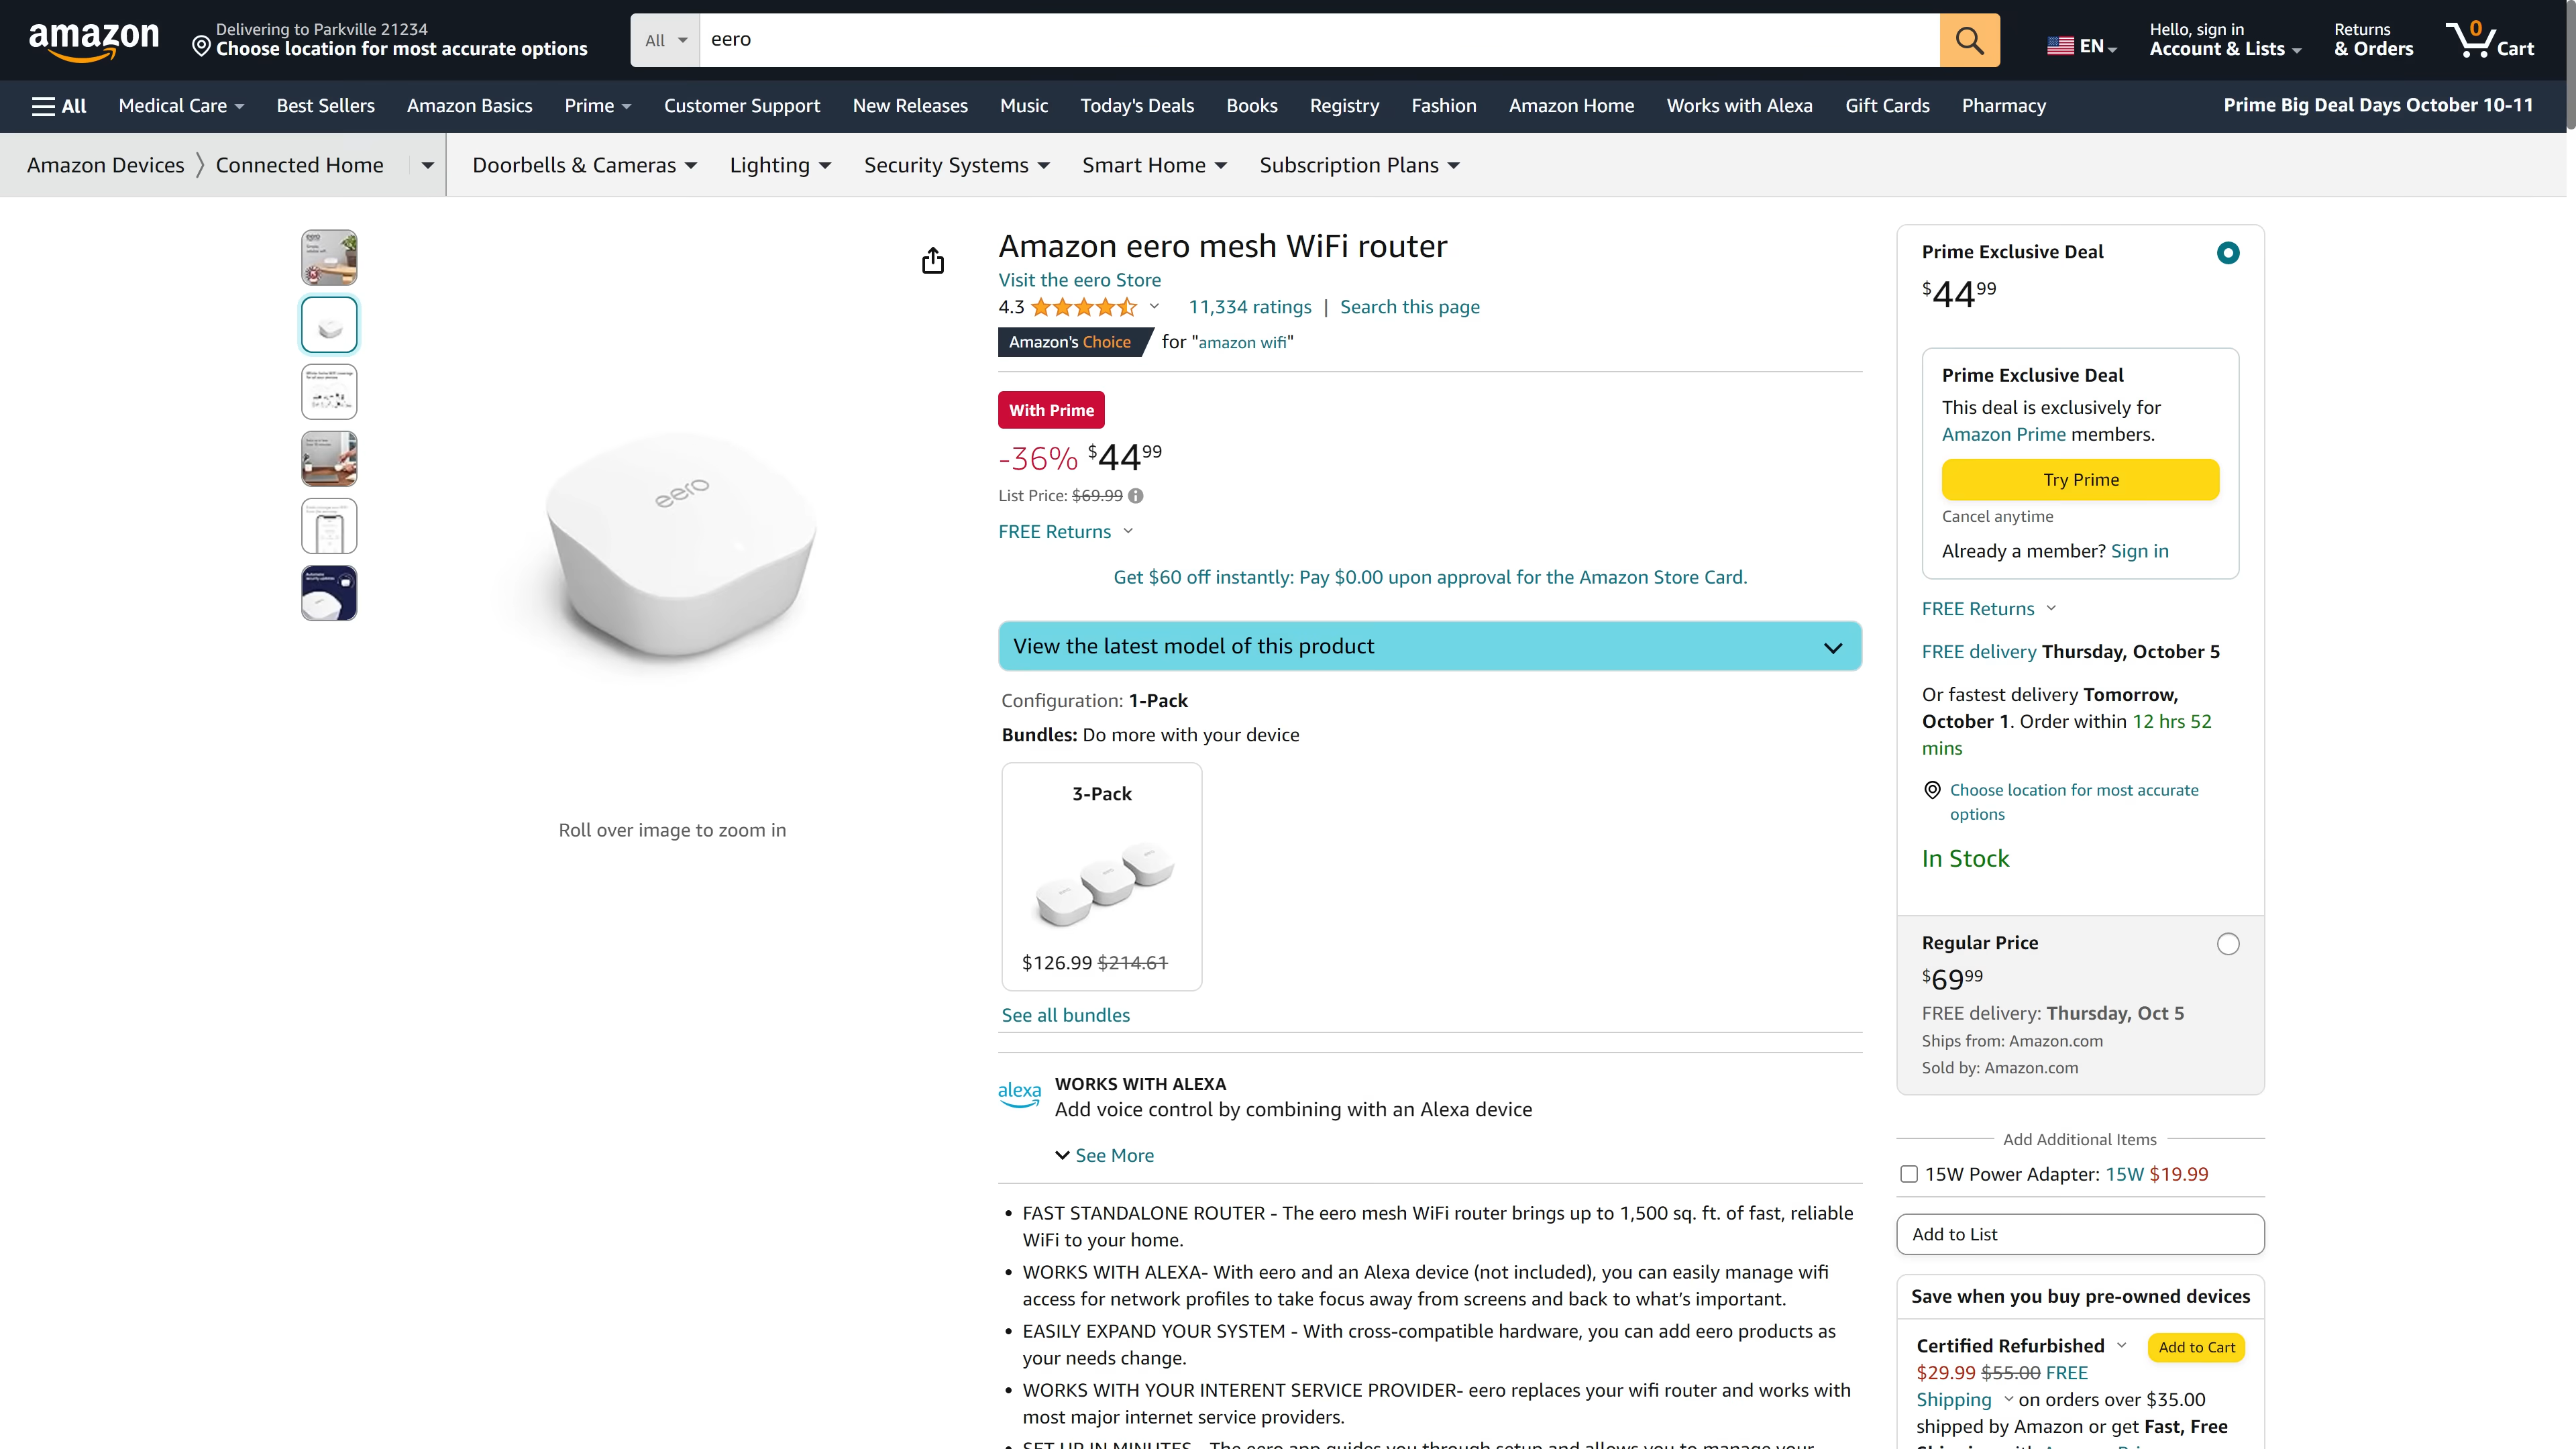 amazon
Delivering to Parkville 21234
Choose location for most accurate options
All
eero
EN
Hello, sign in
Account & Lists
Returns
& Orders
0
Cart
All
Medical Care
Best Sellers
Amazon Basics
Prime
Customer Support
New Releases
Music
Today's Deals
Books
Registry
Fashion
Amazon Home
Works with Alexa
Gift Cards
Pharmacy
Prime Big Deal Days October 10-11
Amazon Devices
Connected Home
Doorbells & Cameras
Lighting
Security Systems
Smart Home
Subscription Plans
eero
Roll over image to zoom in
Amazon eero mesh WiFi router
Visit the eero Store
4.3
11,334 ratings | Search this page
Amazon's Choice for "amazon wifi"
With Prime
-36% $44 99
List Price: $69.99
FREE Returns
Get $60 off instantly: Pay $0.00 upon approval for the Amazon Store Card.
View the latest model of this product
Configuration: 1-Pack
Bundles: Do more with your device
3-Pack
$126.99 $214.61
See all bundles
alexa
WORKS WITH ALEXA
Add voice control by combining with an Alexa device
See More
• FAST STANDALONE ROUTER - The eero mesh WiFi router brings up to 1,500 sq. ft. of fast, reliable
WiFi to your home.
• WORKS WITH ALEXA- With eero and an Alexa device (not included), you can easily manage wifi
access for network profiles to take focus away from screens and back to what's important.
• EASILY EXPAND YOUR SYSTEM - With cross-compatible hardware, you can add eero products as
your needs change.
• WORKS WITH YOUR INTERENT SERVICE PROVIDER- eero replaces your wifi router and works with
most major internet service providers.
• SET UP IN MINUTES - The eero app guides you through setup and allows you to manage your
Prime Exclusive Deal
$44 99
Prime Exclusive Deal
This deal is exclusively for
Amazon Prime members.
Try Prime
Cancel anytime
Already a member? Sign in
FREE Returns
FREE delivery Thursday, October 5
Or fastest delivery Tomorrow,
October 1. Order within 12 hrs 52
mins
Choose location for most accurate
options
In Stock
Regular Price
$69 99
FREE delivery: Thursday, Oct 5
Ships from: Amazon.com
Sold by: Amazon.com
Add Additional Items
15W Power Adapter: 15W $19.99
Add to List
Save when you buy pre-owned devices
Certified Refurbished
Add to Cart
$29.99 $55.00 FREE
Shipping on orders over $35.00
shipped by Amazon or get Fast, Free